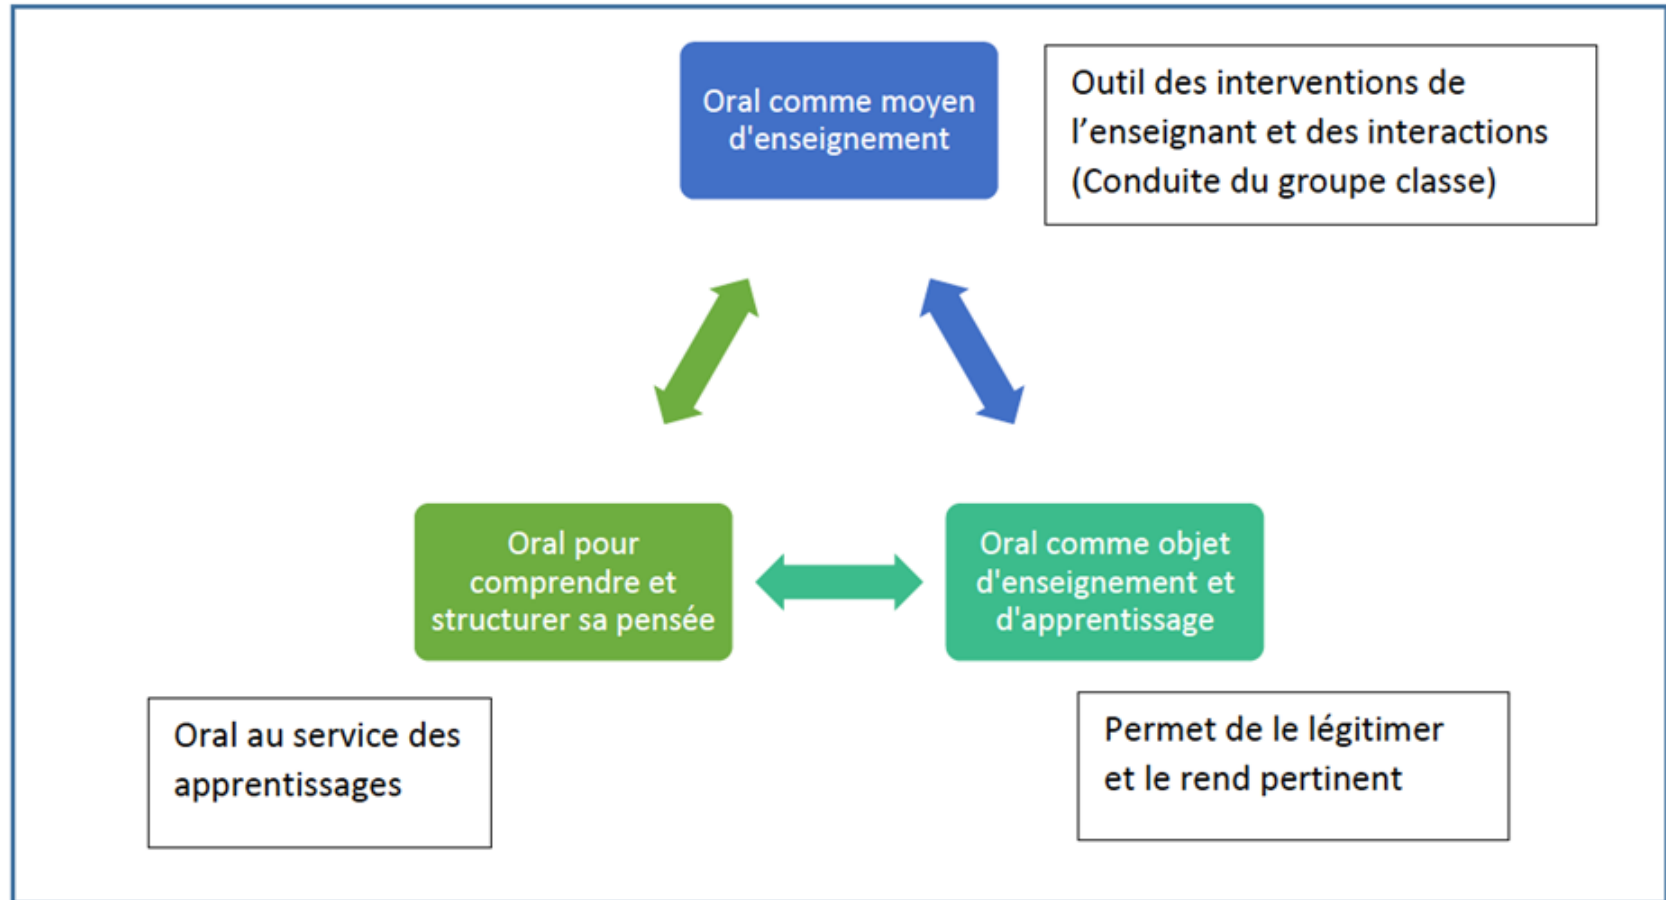 Oral comme moyen
d'enseignement
Outil des interventions de
l’enseignant et des interactions
(Conduite du groupe classe)
Oral pour
comprendre et
structurer sa pensée
Oral comme objet
d'enseignement et
d'apprentissage
Oral au service des
apprentissages
Permet de le légitimer
et le rend pertinent